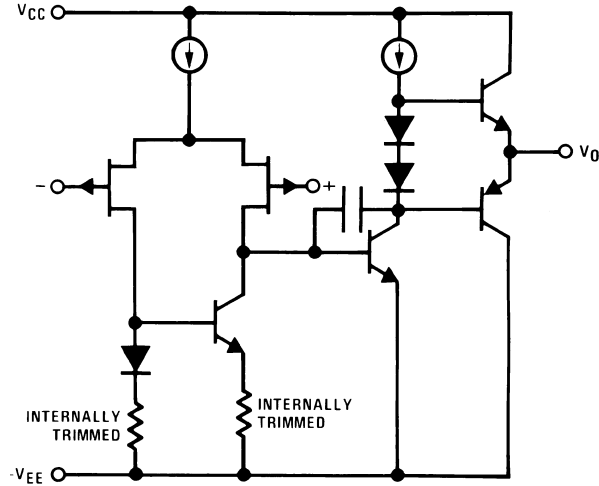 VCC
−
+
VO
INTERNALLY
TRIMMED
INTERNALLY
TRIMMED
-VEE